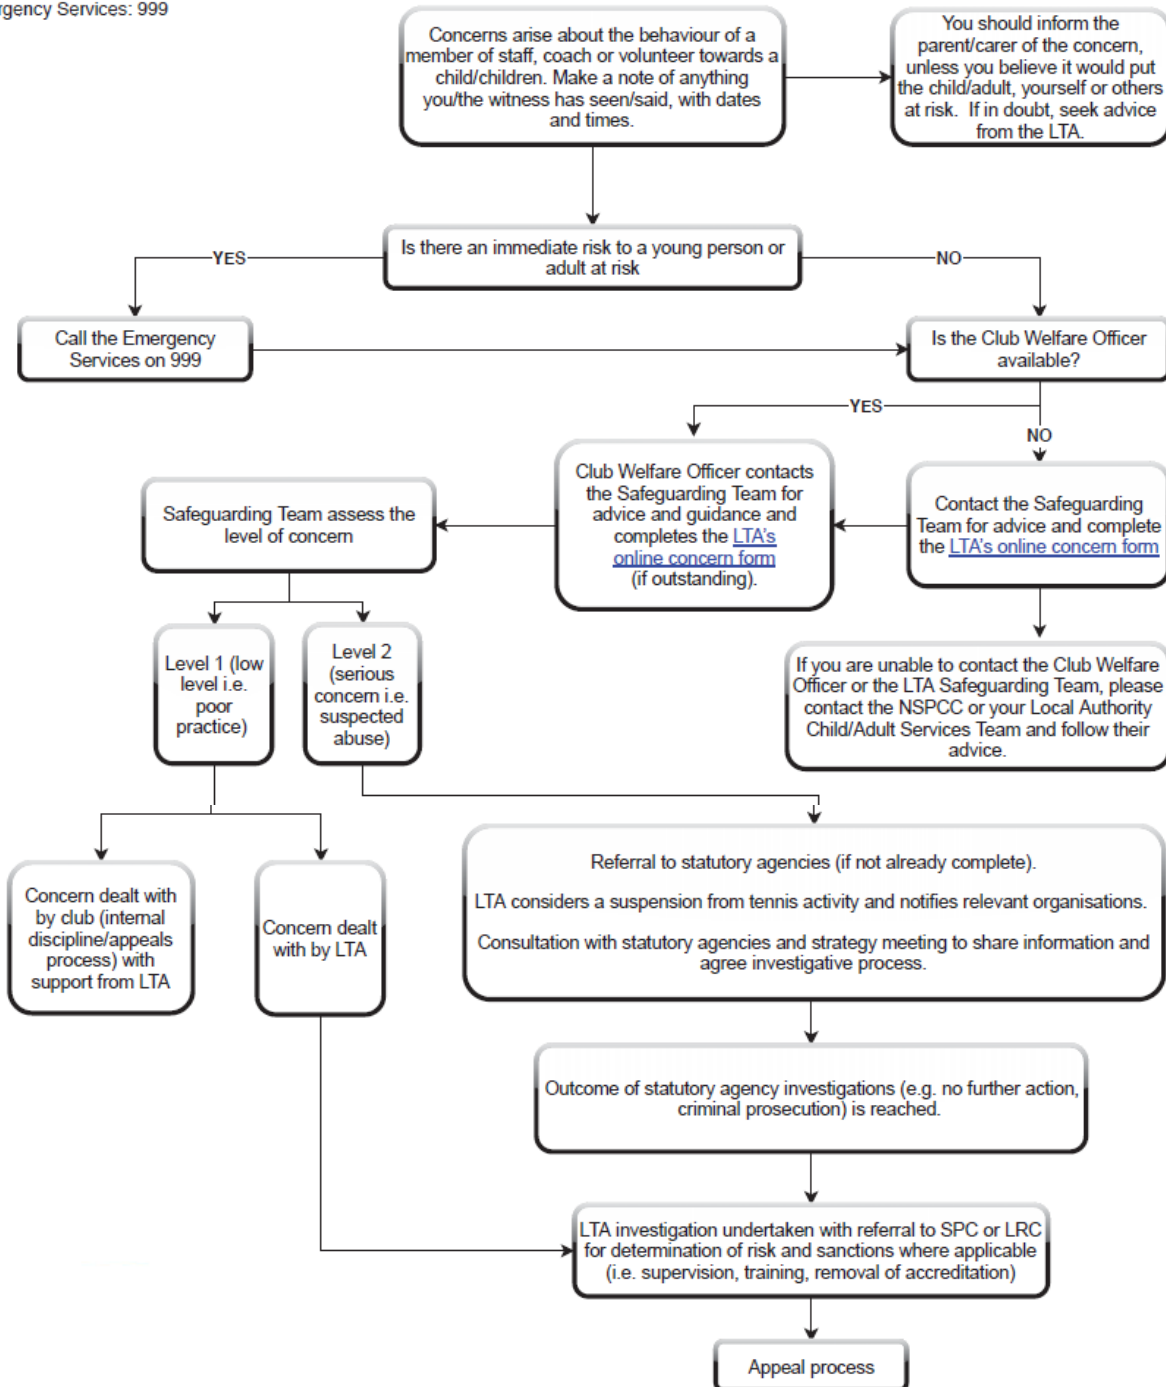 rgency Services: 999
Concerns arise about the behaviour of a
member of staff, coach or volunteer towards a
child/children. Make a note of anything
you/the witness has seen/said, with dates
and times.
You should inform the
parent/carer of the concern,
unless you believe it would put
the child/adult, yourself or others
at risk. If in doubt, seek advice
from the LTA.
Is there an immediate risk to a young person or
adult at risk
YES
NO
Call the Emergency
Services on 999
Is the Club Welfare Officer
available?
YES
NO
Club Welfare Officer contacts
the Safeguarding Team for
advice and guidance and
completes the LTA's
online concern form
(if outstanding).
Contact the Safeguarding
Team for advice and complete
the LTA's online concern form
Safeguarding Team assess the
level of concern
Level 1 (low
level i.e.
poor
practice)
Level 2
(serious
concern i.e.
suspected
abuse)
If you are unable to contact the Club Welfare
Officer or the LTA Safeguarding Team, please
contact the NSPCC or your Local Authority
Child/Adult Services Team and follow their
advice.
Concern dealt with
by club (internal
discipline/appeals
process) with
support from LTA
Concern dealt
with by LTA
Referral to statutory agencies (if not already complete).
LTA considers a suspension from tennis activity and notifies relevant organisations.
Consultation with statutory agencies and strategy meeting to share information and
agree investigative process.
Outcome of statutory agency investigations (e.g. no further action,
criminal prosecution) is reached.
LTA investigation undertaken with referral to SPC or LRC
for determination of risk and sanctions where applicable
(i.e. supervision, training, removal of accreditation)
Appeal process